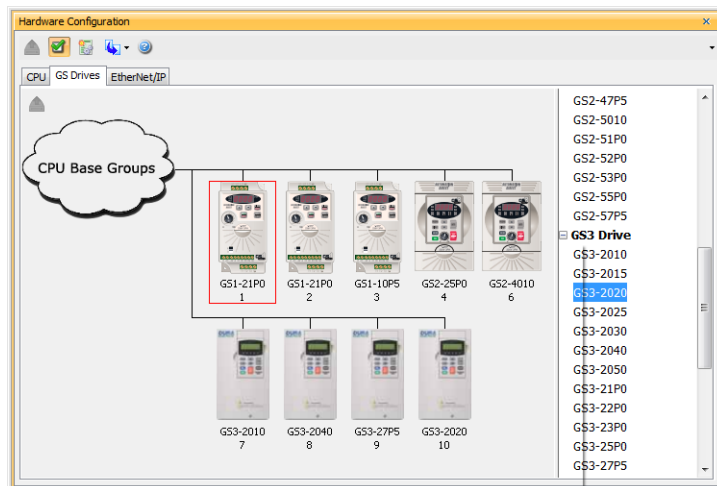 Hardware Configuration
CPU
GS Drives
EtherNet/IP
CPU Base Groups
GS1-21P0
1
GS1-21P0
2
GS1-10P5
3
GS2-25P0
4
GS2-4010
6
GS3-2010
7
GS3-2040
8
GS3-27P5
9
GS3-2020
10
GS2-47P5
GS2-5010
GS2-51P0
GS2-52P0
GS2-53P0
GS2-55P0
GS2-57P5
GS3 Drive
GS3-2010
GS3-2015
GS3-2020
GS3-2025
GS3-2030
GS3-2040
GS3-2050
GS3-21P0
GS3-22P0
GS3-23P0
GS3-25P0
GS3-27P5